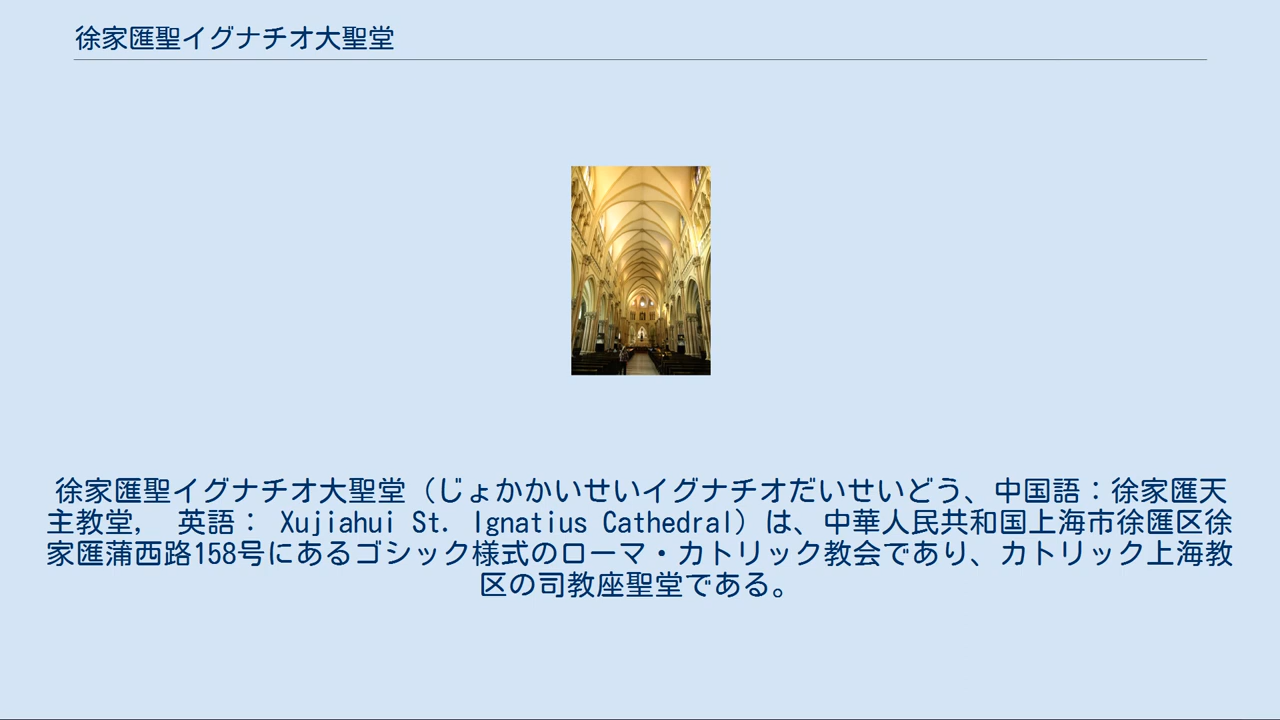 徐家匯聖イグナチオ大聖堂
徐家匯聖イグナチオ大聖堂（じょかかいせいイグナチオだいせいどう、中国語：徐家匯天
主教堂, 英語： Xujiahui St. Ignatius Cathedral）は、中華人民共和国上海市徐匯区徐
家匯蒲西路158号にあるゴシック様式のローマ・カトリック教会であり、カトリック上海教
区の司教座聖堂である。